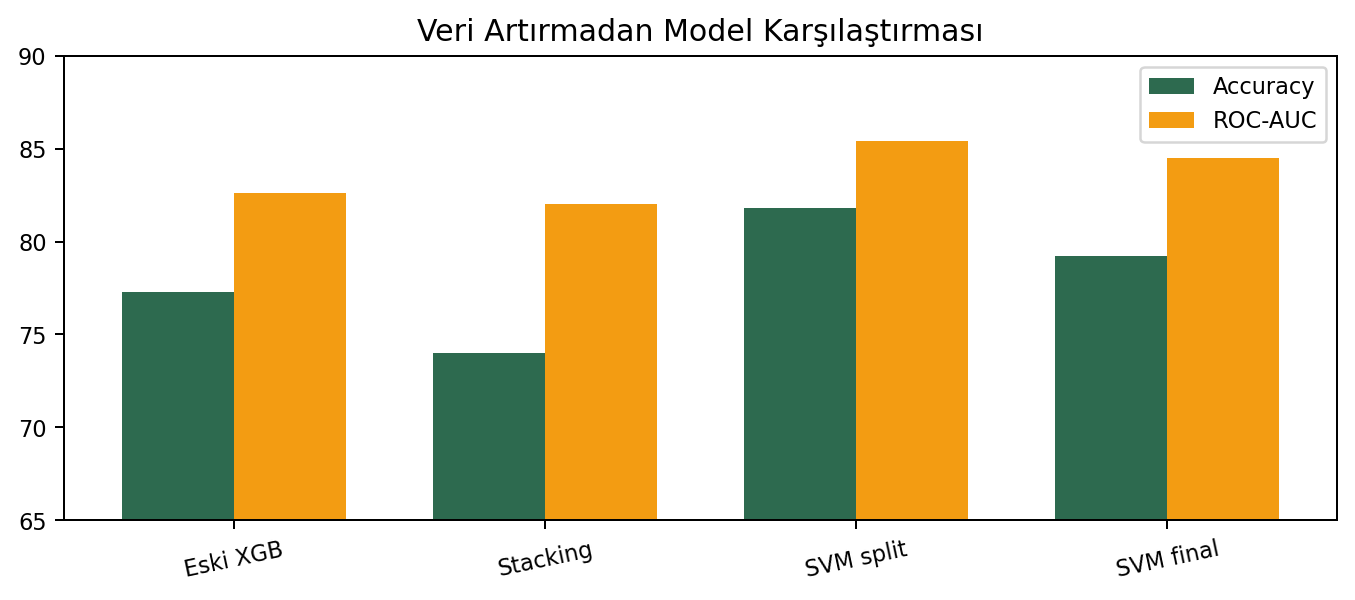 Veri Artırmadan Model Karşılaştırması
90
85
80
75
70
65
Accuracy
ROC-AUC
Eski XGB
Stacking
SVM split
SVM final